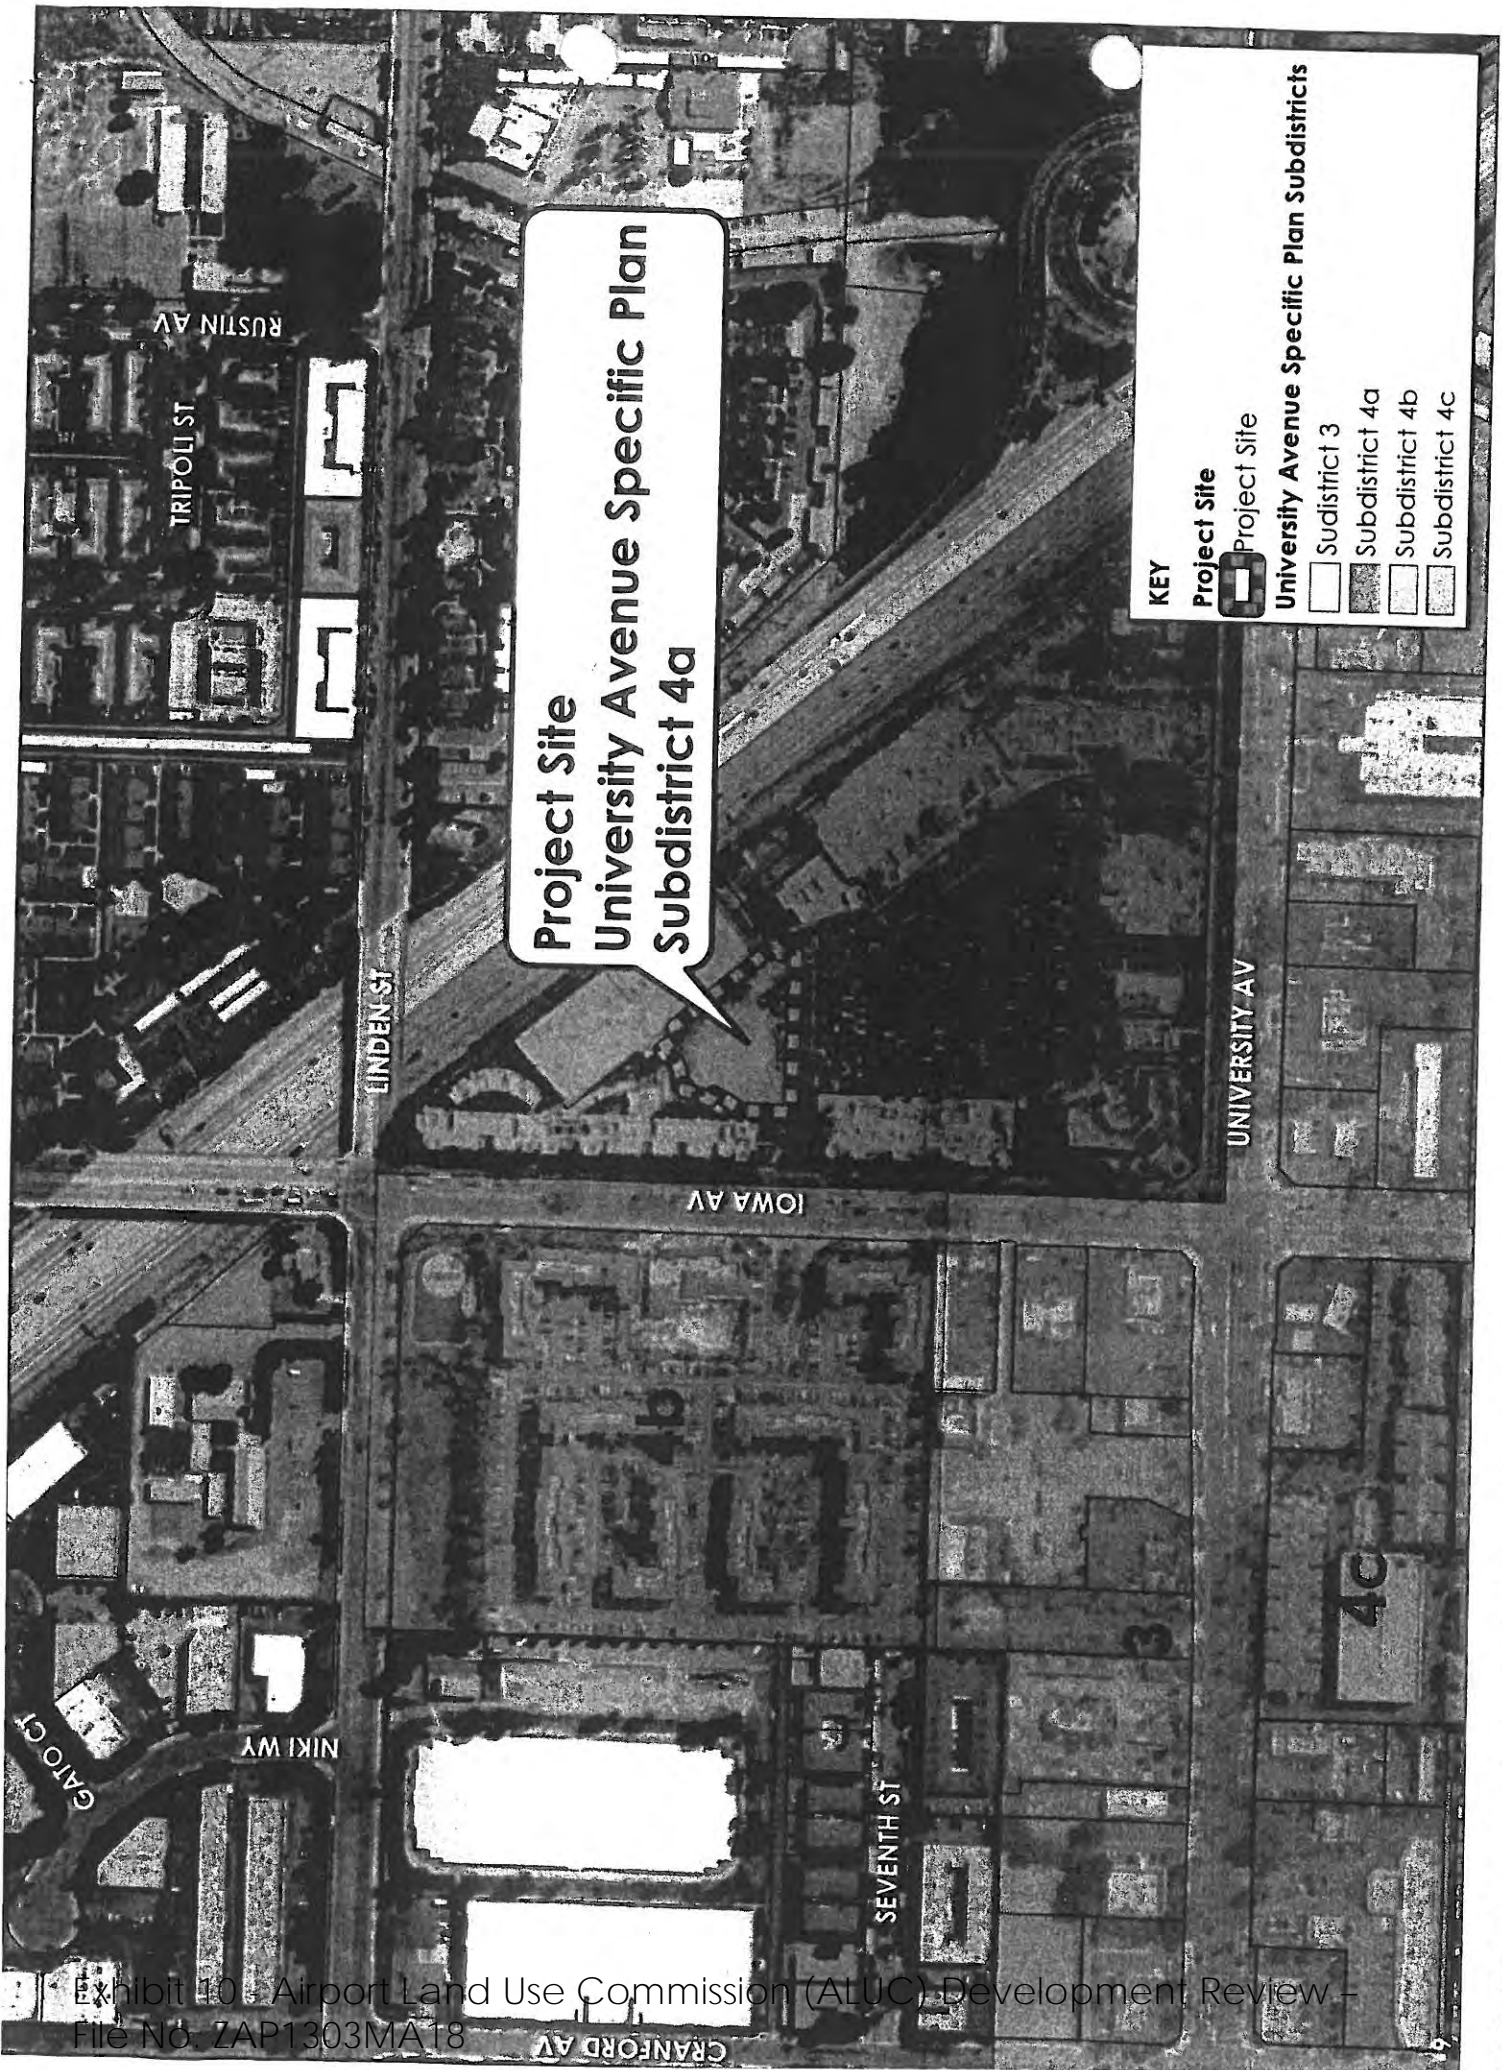 RUSTIN AV
TRIPOLI ST
Project Site
University Avenue Specific Plan
Subdistrict 4a
LINDEN ST
IOWA AV
UNIVERSITY AV
KEY
Project Site
Project Site
University Avenue Specific Plan Subdistricts
Sudistrict 3
Subdistrict 4a
Subdistrict 4b
Subdistrict 4c
4b
4c
3
GATO CT
NIKI WY
SEVENTH ST
CRANFORD AV
Exhibit 10 - Airport Land Use Commission (ALUC) Development Review –
File No. ZAP1303MA18